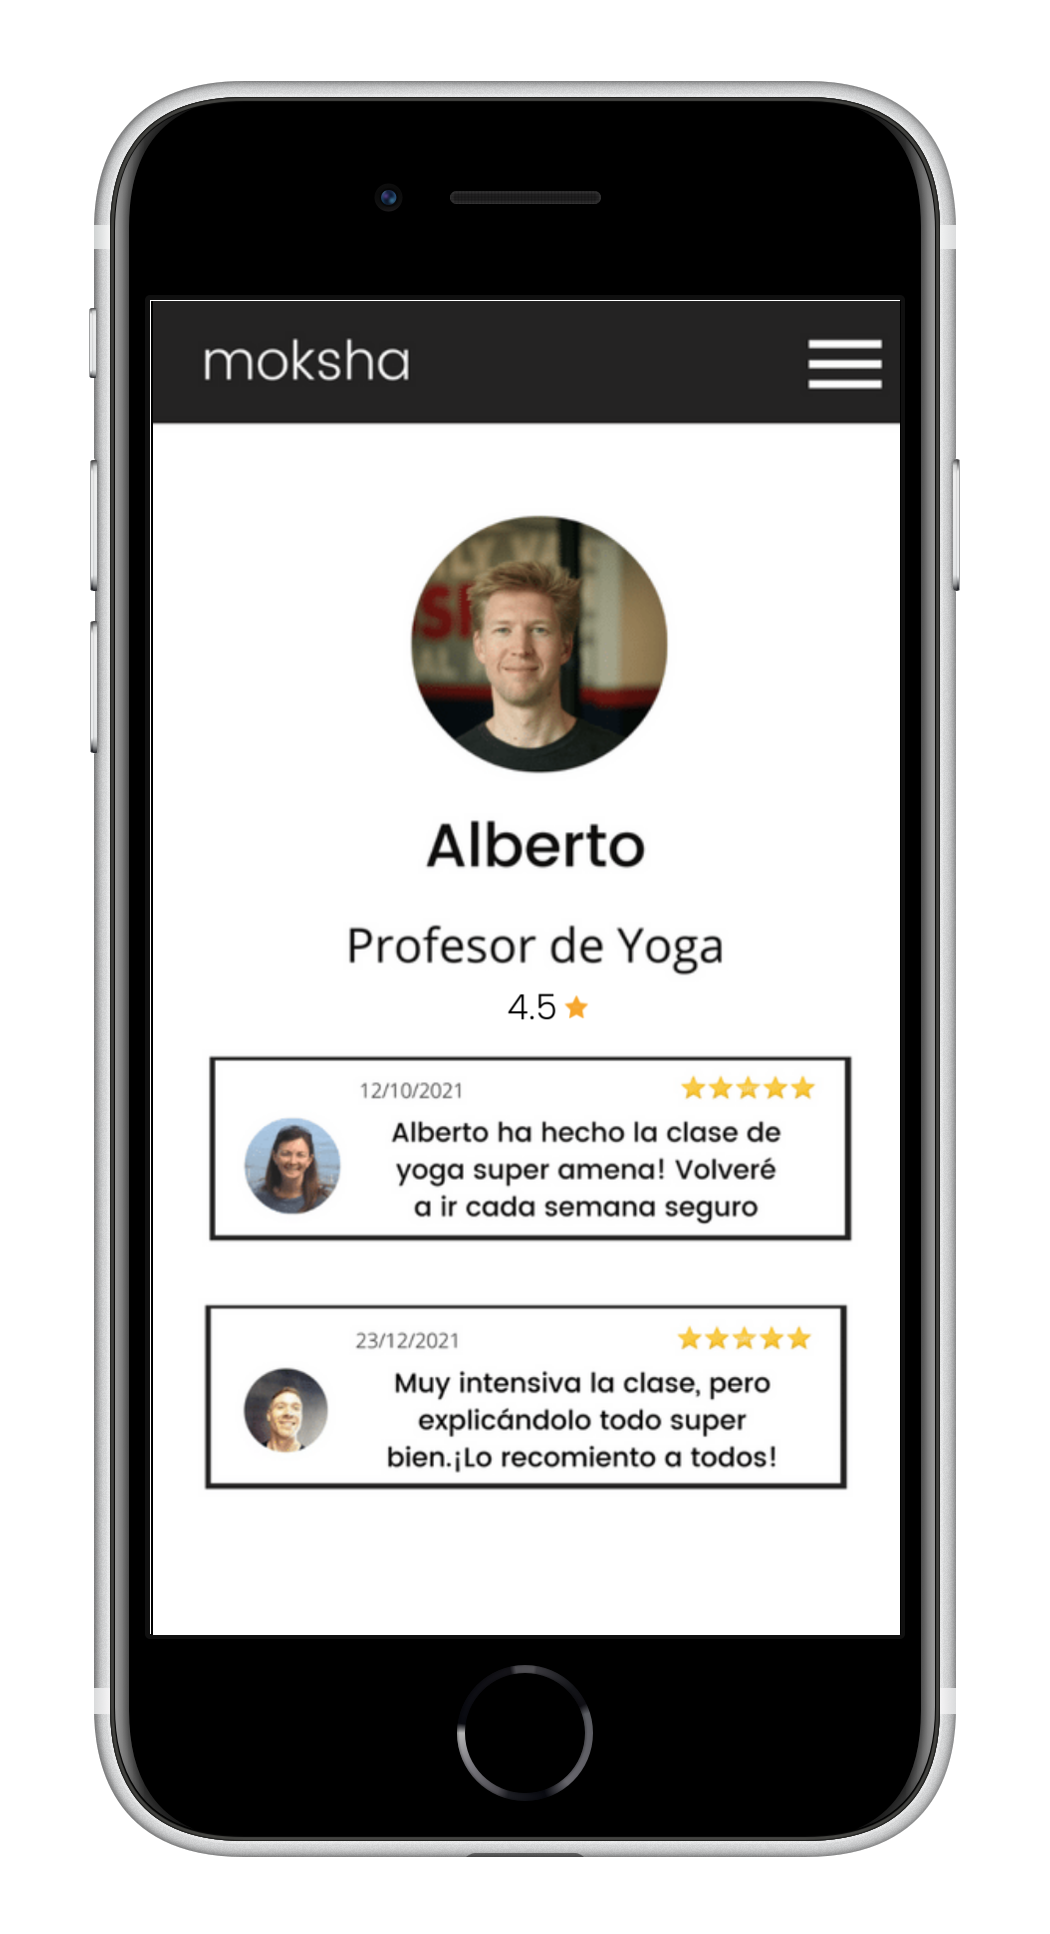 moksha
Alberto
Profesor de Yoga
4.5
12/10/2021
Alberto ha hecho la clase de
yoga super amena! Volveré
a ir cada semana seguro
23/12/2021
Muy intensiva la clase, pero
explicándolo todo super
bien.¡Lo recomiento a todos!